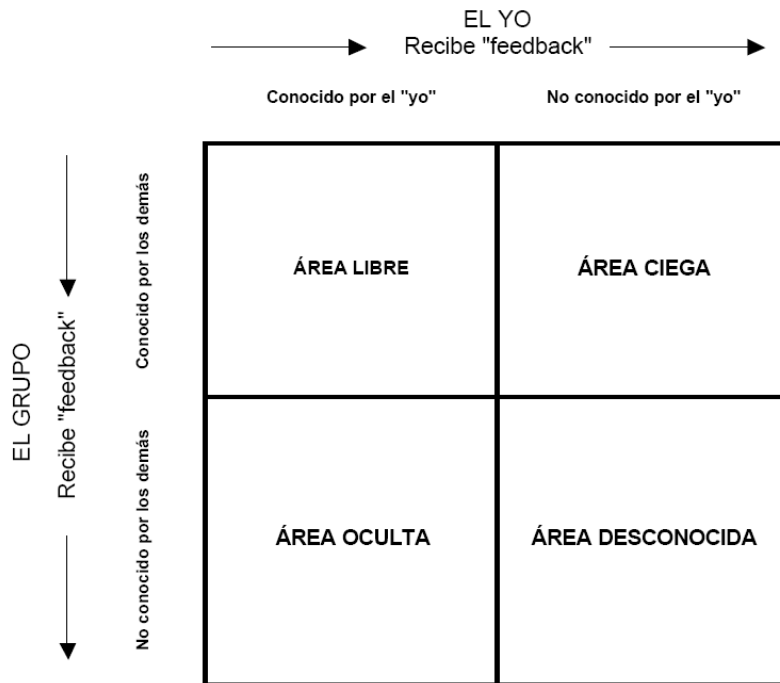 EL YO
Recibe "feedback"
Conocido por el "yo"
No conocido por el "yo"
EL GRUPO
Recibe "feedback"
Conocido por los demás
ÁREA LIBRE
ÁREA CIEGA
No conocido por los demás
ÁREA OCULTA
ÁREA DESCONOCIDA